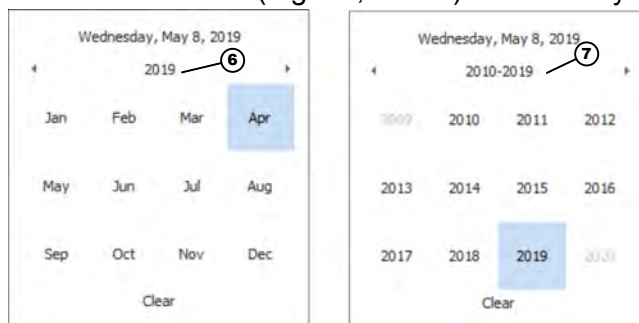 Wednesday, May 8, 2019
2019
6
Jan Feb Mar Apr
May Jun Jul Aug
Sep Oct Nov Dec
Clear
Wednesday, May 8, 2019
2010-2019
7
2009 2010 2011 2012
2013 2014 2015 2016
2017 2018 2019 2020
Clear